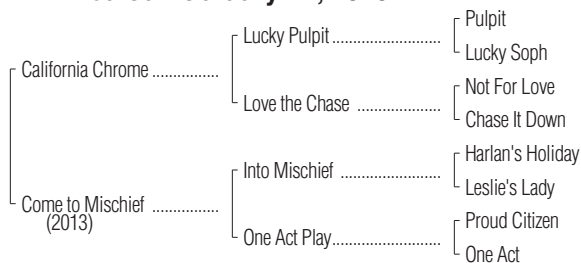 Pulpit
Lucky Pulpit
Lucky Soph
California Chrome
Not For Love
Love the Chase
Chase It Down
Harlan's Holiday
Into Mischief
Leslie's Lady
Come to Mischief
(2013)
Proud Citizen
One Act Play
One Act